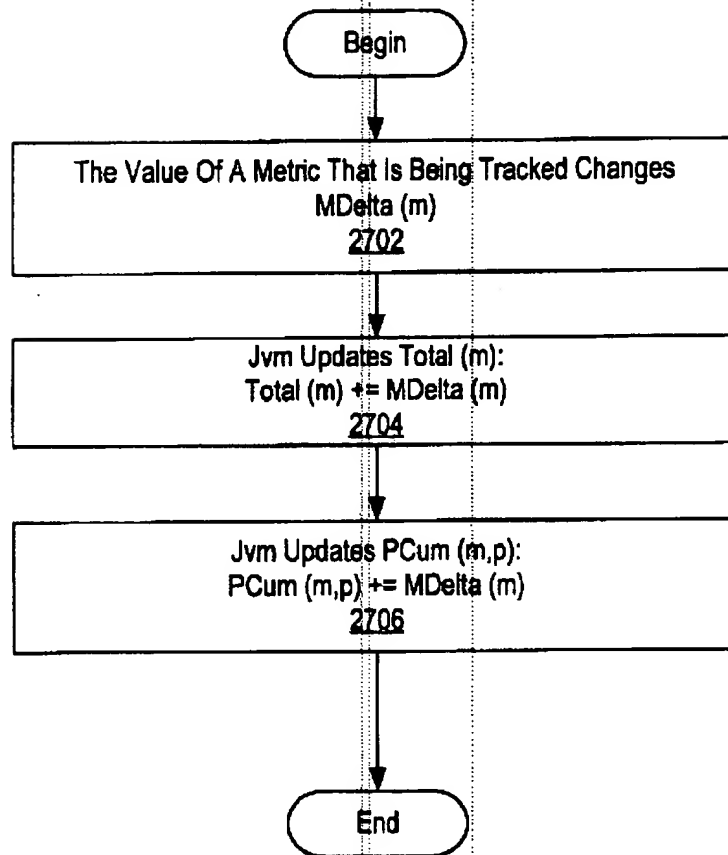 Begin
The Value Of A Metric That Is Being Tracked Changes
MDelta (m)
2702
Jvm Updates Total (m):
Total (m) += MDelta (m)
2704
Jvm Updates PCum (m,p):
PCum (m,p) += MDelta (m)
2706
End